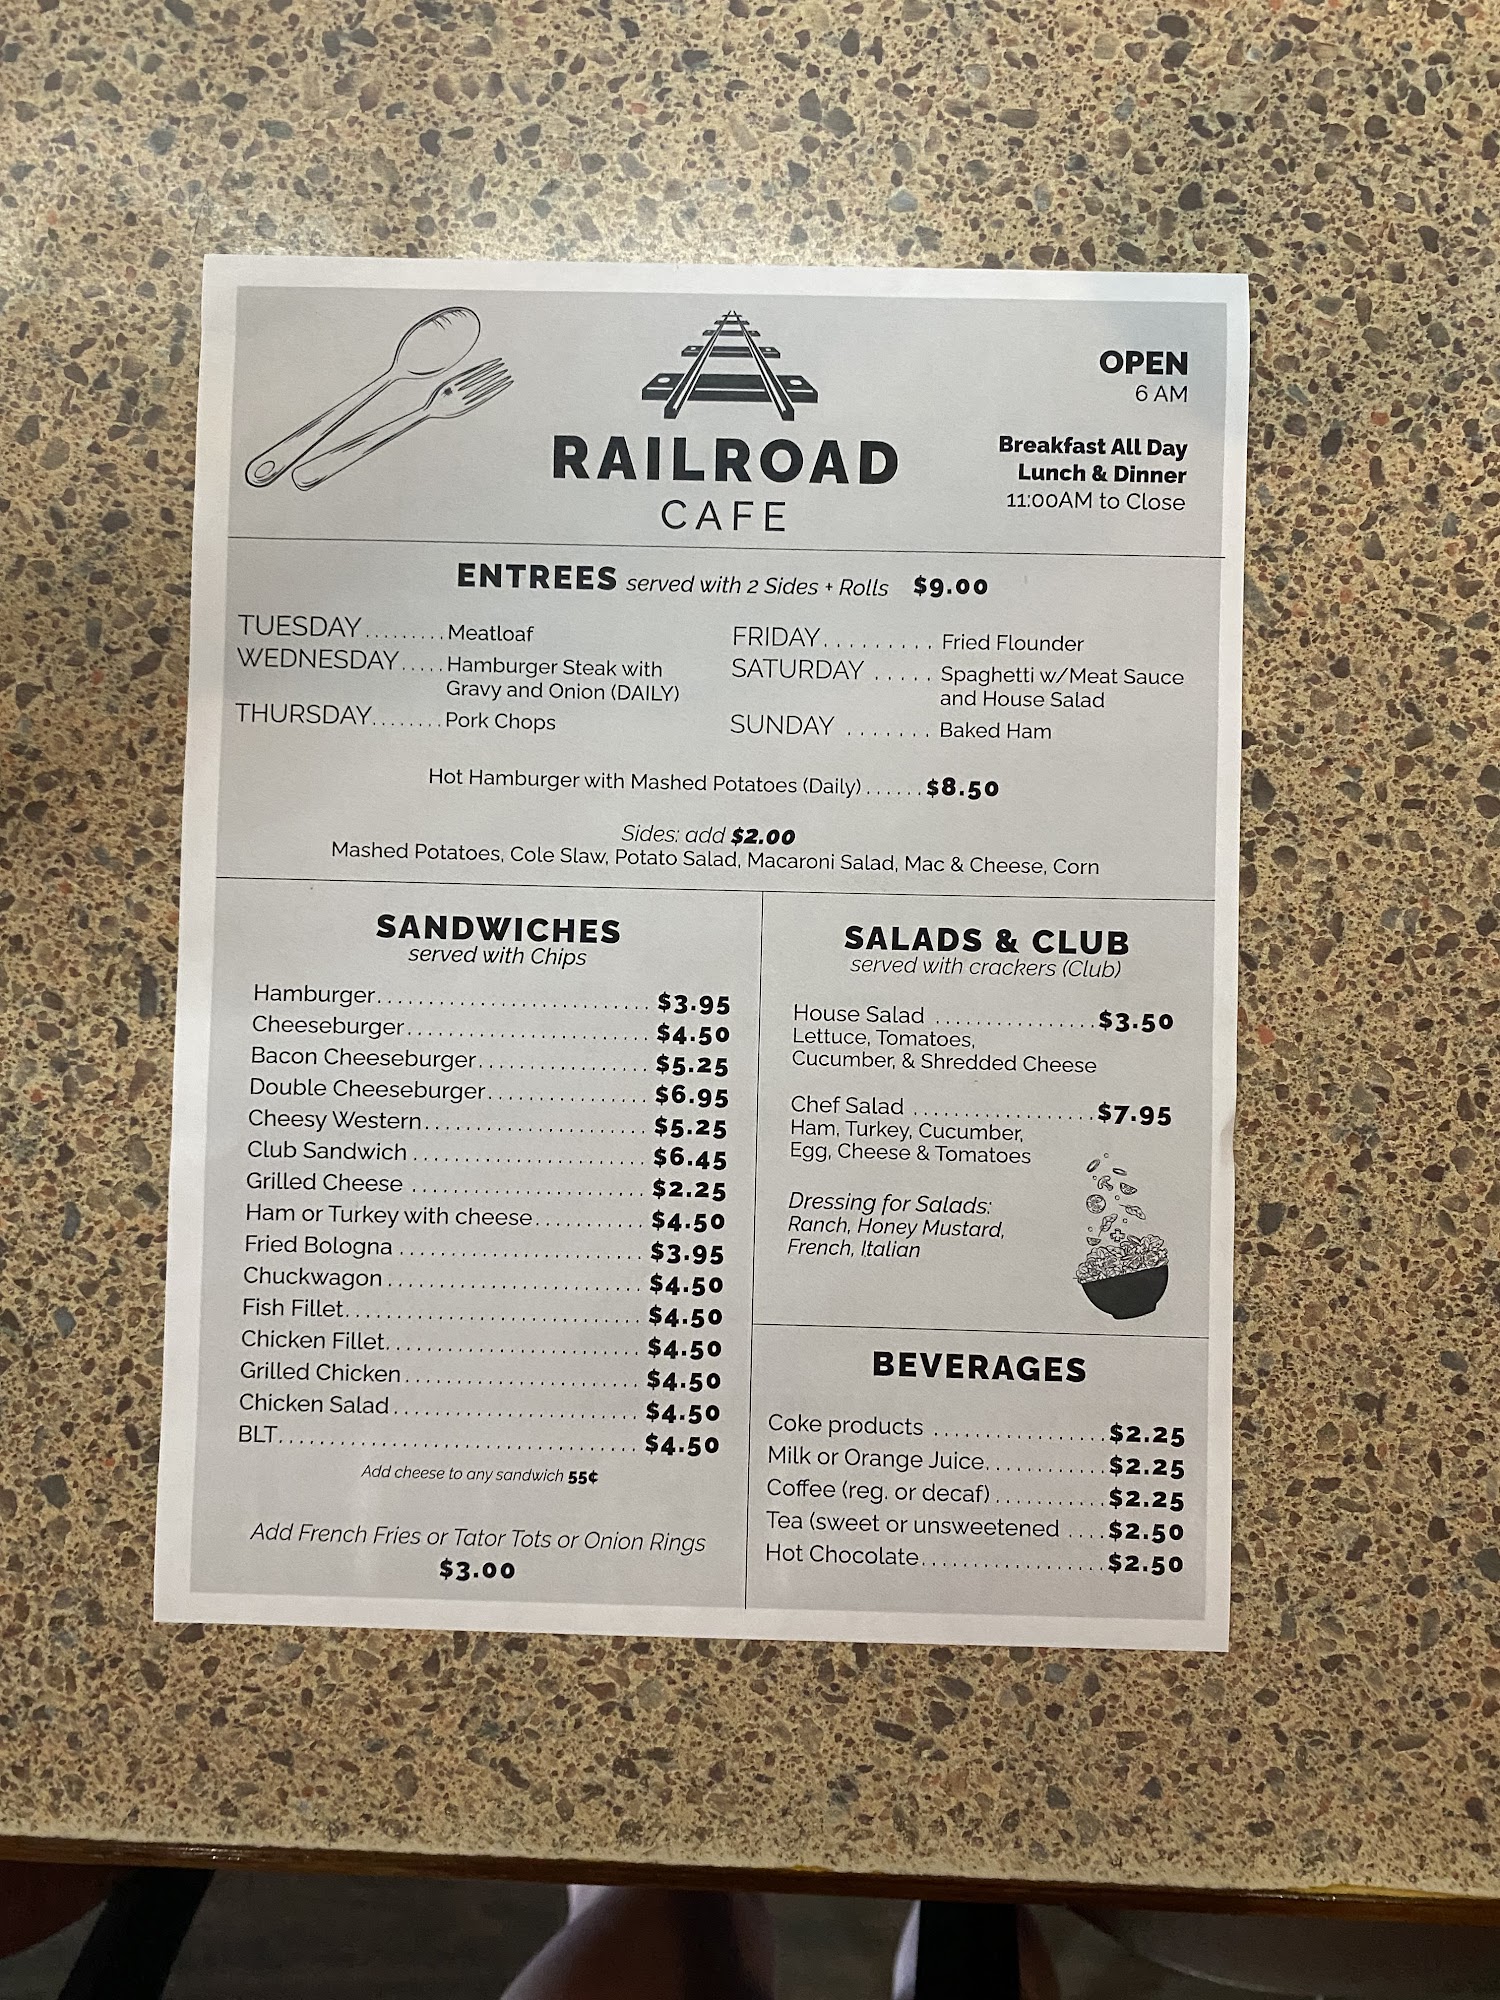 RAILROAD
CAFE
OPEN
6 AM
Breakfast All Day
Lunch & Dinner
11:00AM to Close
ENTREES served with 2 Sides + Rolls $9.00
TUESDAY.........Meatloaf
WEDNESDAY.....Hamburger Steak with
Gravy and Onion (DAILY)
THURSDAY........Pork Chops
FRIDAY.........Fried Flounder
SATURDAY.....Spaghetti w/Meat Sauce
and House Salad
SUNDAY.......Baked Ham
Hot Hamburger with Mashed Potatoes (Daily)......$8.50
Sides: add $2.00
Mashed Potatoes, Cole Slaw, Potato Salad, Macaroni Salad, Mac & Cheese, Corn
SANDWICHES
served with Chips
Hamburger...........................$3.95
Cheeseburger........................$4.50
Bacon Cheeseburger.................$5.25
Double Cheeseburger................$6.95
Cheesy Western......................$5.25
Club Sandwich.......................$6.45
Grilled Cheese.......................$2.25
Ham or Turkey with cheese...........$4.50
Fried Bologna........................$3.95
Chuckwagon.........................$4.50
Fish Fillet.............................$4.50
Chicken Fillet.........................$4.50
Grilled Chicken.......................$4.50
Chicken Salad........................$4.50
BLT...................................$4.50
Add cheese to any sandwich 55¢
Add French Fries or Tator Tots or Onion Rings
$3.00
SALADS & CLUB
served with crackers (Club)
House Salad................$3.50
Lettuce, Tomatoes,
Cucumber, & Shredded Cheese
Chef Salad..................$7.95
Ham, Turkey, Cucumber,
Egg, Cheese & Tomatoes
Dressing for Salads:
Ranch, Honey Mustard,
French, Italian
BEVERAGES
Coke products.................$2.25
Milk or Orange Juice............$2.25
Coffee (reg. or decaf)...........$2.25
Tea (sweet or unsweetened....$2.50
Hot Chocolate..................$2.50